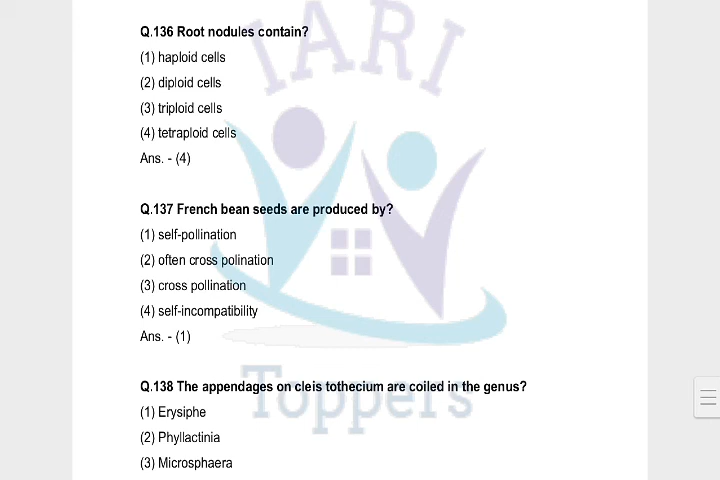 IARI
Q.136 Root nodules contain?
(1) haploid cells
(2) diploid cells
(3) triploid cells
(4) tetraploid cells
Ans. - (4)
Q.137 French bean seeds are produced by?
(1) self-pollination
(2) often cross polination
(3) cross pollination
(4) self-incompatibility
Ans. - (1)
Q.138 The appendages on cleis tothecium are coiled in the genus?
Toppers
(1) Erysiphe
(2) Phyllactinia
(3) Microsphaera